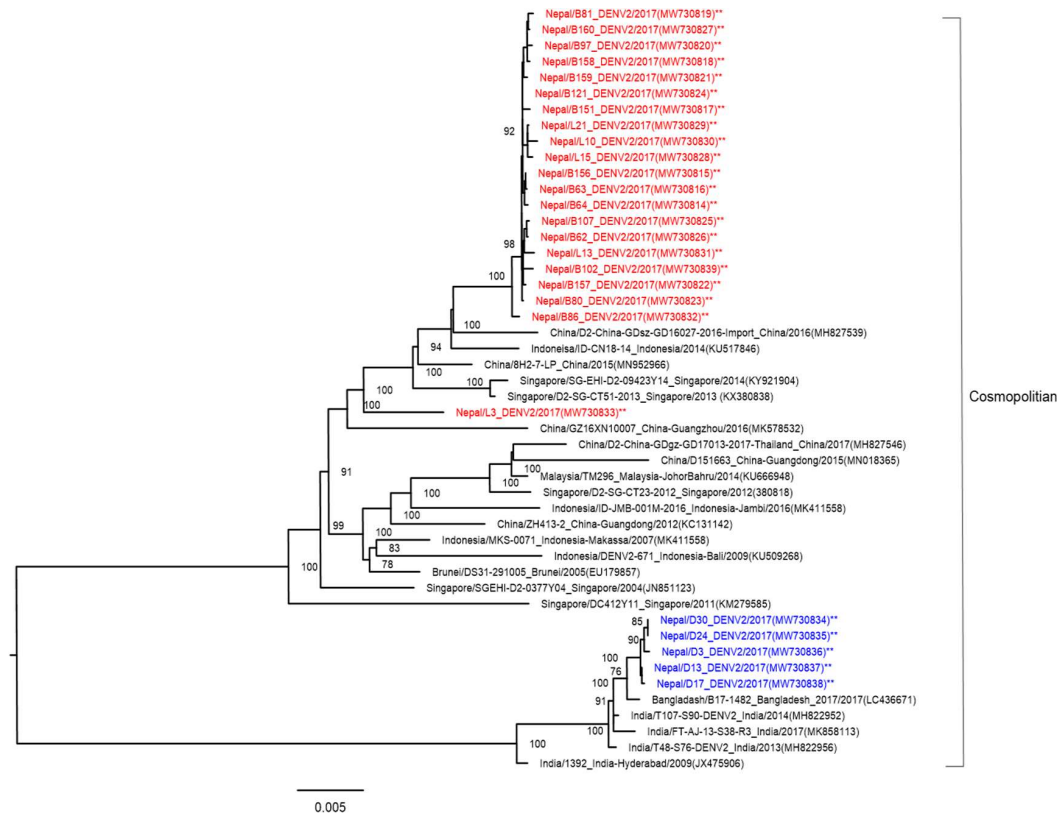 Nepal/B81_DENV2/2017(MW730819)**
Nepal/B160_DENV2/2017(MW730827)**
Nepal/B97_DENV2/2017(MW730820)**
Nepal/B158_DENV2/2017(MW730818)**
Nepal/B159_DENV2/2017(MW730821)**
Nepal/B121_DENV2/2017(MW730824)**
Nepal/B151_DENV2/2017(MW730817)**
Nepal/L21_DENV2/2017(MW730829)**
92
Nepal/L10_DENV2/2017(MW730830)**
Nepal/L15_DENV2/2017(MW730828)**
Nepal/B156_DENV2/2017(MW730815)**
Nepal/B63_DENV2/2017(MW730816)**
Nepal/B64_DENV2/2017(MW730814)**
Nepal/B107_DENV2/2017(MW730825)**
Nepal/B62_DENV2/2017(MW730826)**
98
Nepal/L13_DENV2/2017(MW730831)**
Nepal/B102_DENV2/2017(MW730839)**
100
Nepal/B157_DENV2/2017(MW730822)**
Nepal/B80_DENV2/2017(MW730823)**
Nepal/B86_DENV2/2017(MW730832)**
100
China/D2-China-GDsz-GD16027-2016-Import_China/2016(MH827539)
94
Indoneisa/ID-CN18-14_Indonesia/2014(KU517846)
China/8H2-7-LP_China/2015(MN952966)
100
Singapore/SG-EHI-D2-09423Y14_Singapore/2014(KY921904)
100
100
Singapore/D2-SG-CT51-2013_Singapore/2013 (KX380838)
Cosmopolitian
100
Nepal/L3_DENV2/2017(MW730833)**
China/GZ16XN10007_China-Guangzhou/2016(MK578532)
China/D2-China-GDgz-GD17013-2017-Thailand_China/2017(MH827546)
China/D151663_China-Guangdong/2015(MN018365)
91
100
Malaysia/TM296_Malaysia-JohorBahru/2014(KU666948)
100
100
Singapore/D2-SG-CT23-2012_Singapore/2012(380818)
Indonesia/ID-JMB-001M-2016_Indonesia-Jambi/2016(MK411558)
100
99
China/ZH413-2_China-Guangdong/2012(KC131142)
100
Indonesia/MKS-0071_Indonesia-Makassa/2007(MK411558)
83
Indonesia/DENV2-671_Indonesia-Bali/2009(KU509268)
78
100
Brunei/DS31-291005_Brunei/2005(EU179857)
Singapore/SGEHI-D2-0377Y04_Singapore/2004(JN851123)
Singapore/DC412Y11_Singapore/2011(KM279585)
85
Nepal/D30_DENV2/2017(MW730834)**
90
Nepal/D24_DENV2/2017(MW730835)**
Nepal/D3_DENV2/2017(MW730836)**
100
76
Nepal/D13_DENV2/2017(MW730837)**
100
Nepal/D17_DENV2/2017(MW730838)**
91
Bangladash/B17-1482_Bangladesh_2017/2017(LC436671)
India/T107-S90-DENV2_India/2014(MH822952)
India/FT-AJ-13-S38-R3_India/2017(MK858113)
100
India/T48-S76-DENV2_India/2013(MH822956)
India/1392_India-Hyderabad/2009(JX475906)
0.005